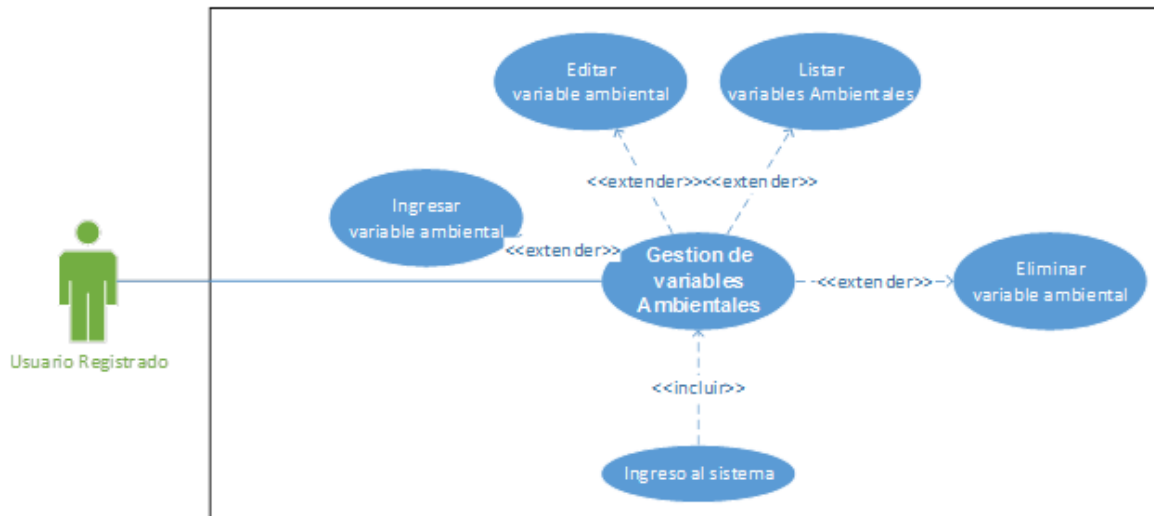 Editar
variable ambiental
Listar
variables Ambientales
<<extender>>
<<extender>>
Ingresar
variable ambiental
<<extender>>
Gestion de
variables
Ambientales
<<extender>>
Eliminar
variable ambiental
Usuario Registrado
<<incluir>>
Ingreso al sistema